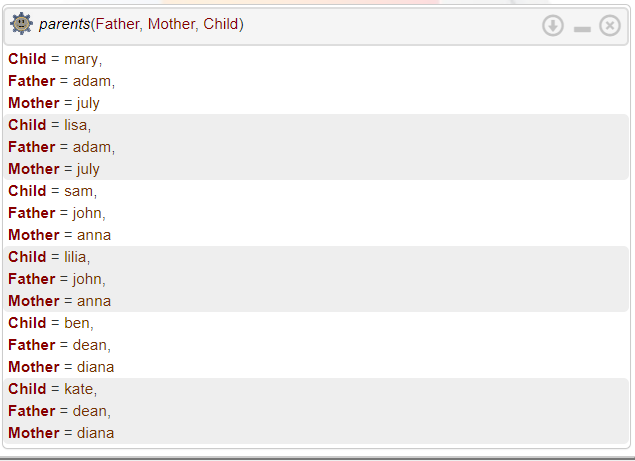 parents(Father, Mother, Child)
Child = mary,
Father = adam,
Mother = july
Child = lisa,
Father = adam,
Mother = july
Child = sam,
Father = john,
Mother = anna
Child = lilia,
Father = john,
Mother = anna
Child = ben,
Father = dean,
Mother = diana
Child = kate,
Father = dean,
Mother = diana